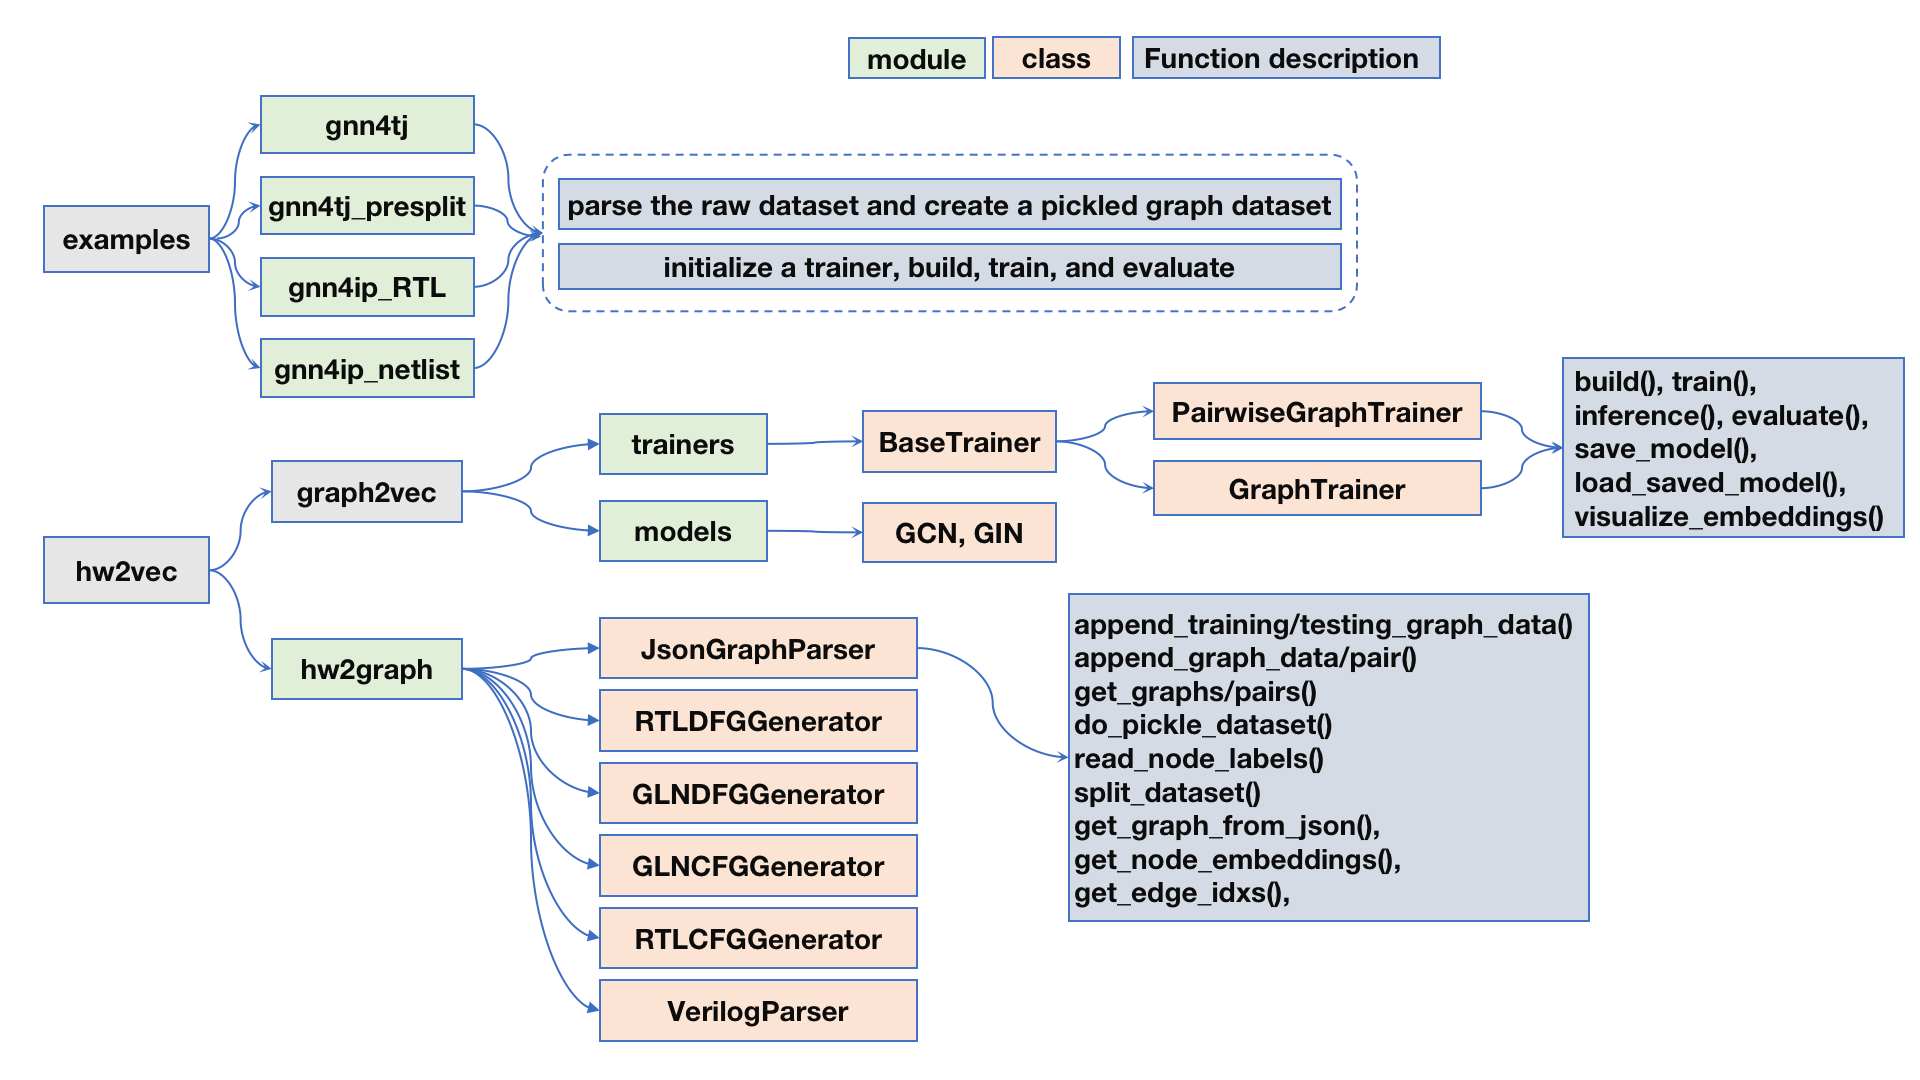 module
class
Function description
gnn4tj
gnn4tj_presplit
examples
gnn4ip_RTL
gnn4ip_netlist
parse the raw dataset and create a pickled graph dataset
initialize a trainer, build, train, and evaluate
hw2vec
graph2vec
trainers
models
BaseTrainer
GCN, GIN
PairwiseGraphTrainer
GraphTrainer
build(), train(),
inference(), evaluate(),
save_model(),
load_saved_model(),
visualize_embeddings()
hw2graph
JsonGraphParser
RTLDFGGenerator
GLNDFGGenerator
GLNCFGGenerator
RTLCFGGenerator
VerilogParser
append_training/testing_graph_data()
append_graph_data/pair()
get_graphs/pairs()
do_pickle_dataset()
read_node_labels()
split_dataset()
get_graph_from_json(),
get_node_embeddings(),
get_edge_idxs(),